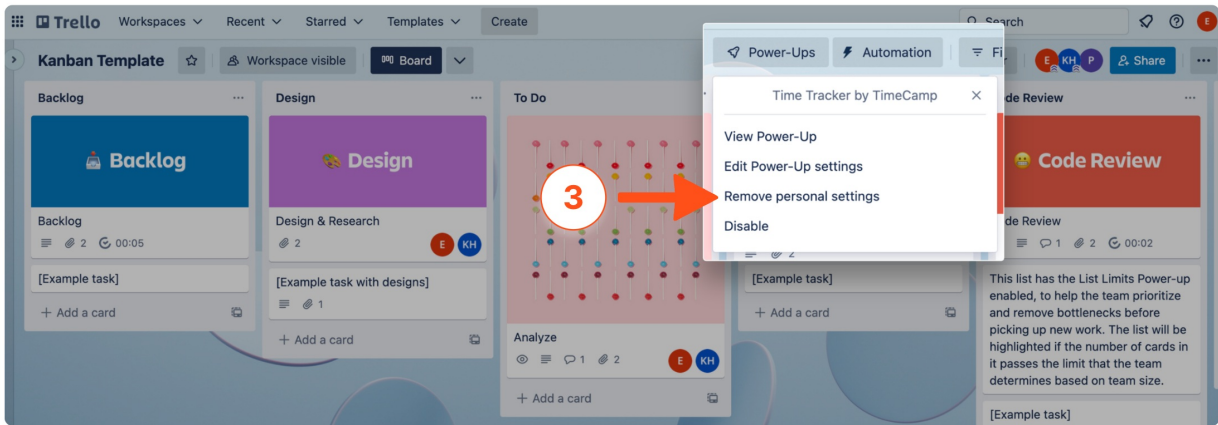 Trello Workspaces Recent Starred Templates Create Search E
Kanban Template Workspace visible Board Power-Ups Automation E KH P Share
Time Tracker by TimeCamp
View Power-Up
Edit Power-Up settings
Remove personal settings
Disable
3
Backlog
Backlog
Backlog
2 00:05
[Example task]
+ Add a card
Design
Design
Design & Research
2 E KH
[Example task with designs]
1
+ Add a card
To Do
Analyze
1 2 E KH
+ Add a card
2
[Example task]
+ Add a card
Code Review
1 2 00:02
This list has the List Limits Power-up
enabled, to help the team prioritize
and remove bottlenecks before
picking up new work. The list will be
highlighted if the number of cards in
it passes the limit that the team
determines based on team size.
[Example task]